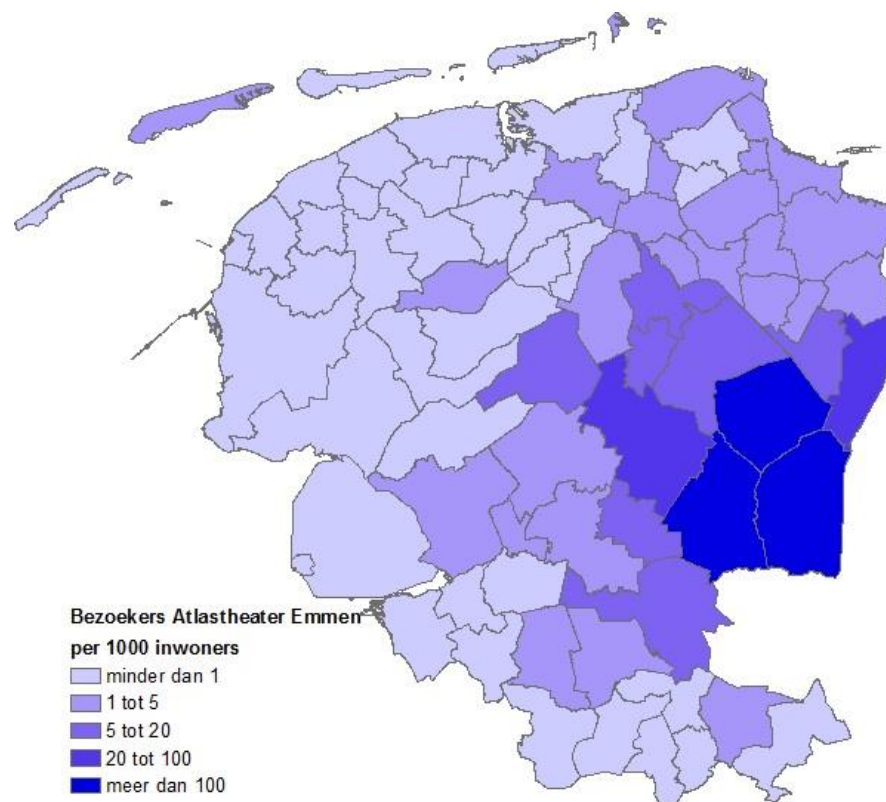 Bezoekers Atlastheater Emmen
per 1000 inwoners
minder dan 1
1 tot 5
5 tot 20
20 tot 100
meer dan 100